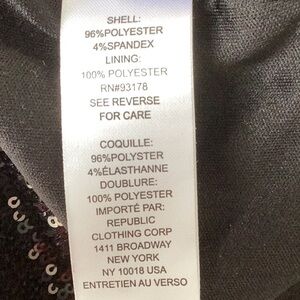 SHELL:
96%POLYESTER
4%SPANDEX
LINING:
100% POLYESTER
RN#93178
SEE REVERSE
FOR CARE
COQUILLE:
96%POLYSTER
4%ÉLASTHANNE
DOUBLURE:
100% POLYESTER
IMPORTÉ PAR:
REPUBLIC
CLOTHING CORP
1411 BROADWAY
NEW YORK
NY 10018 USA
ENTRETIEN AU VERSO